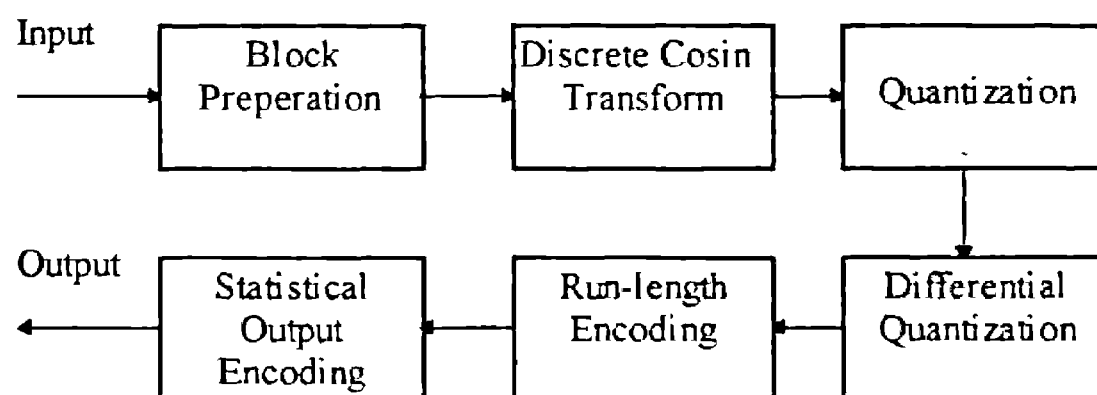 Input
Block
Preperation
Discrete Cosin
Transform
Quantization
Output
Statistical
Output
Encoding
Run-length
Encoding
Differential
Quantization